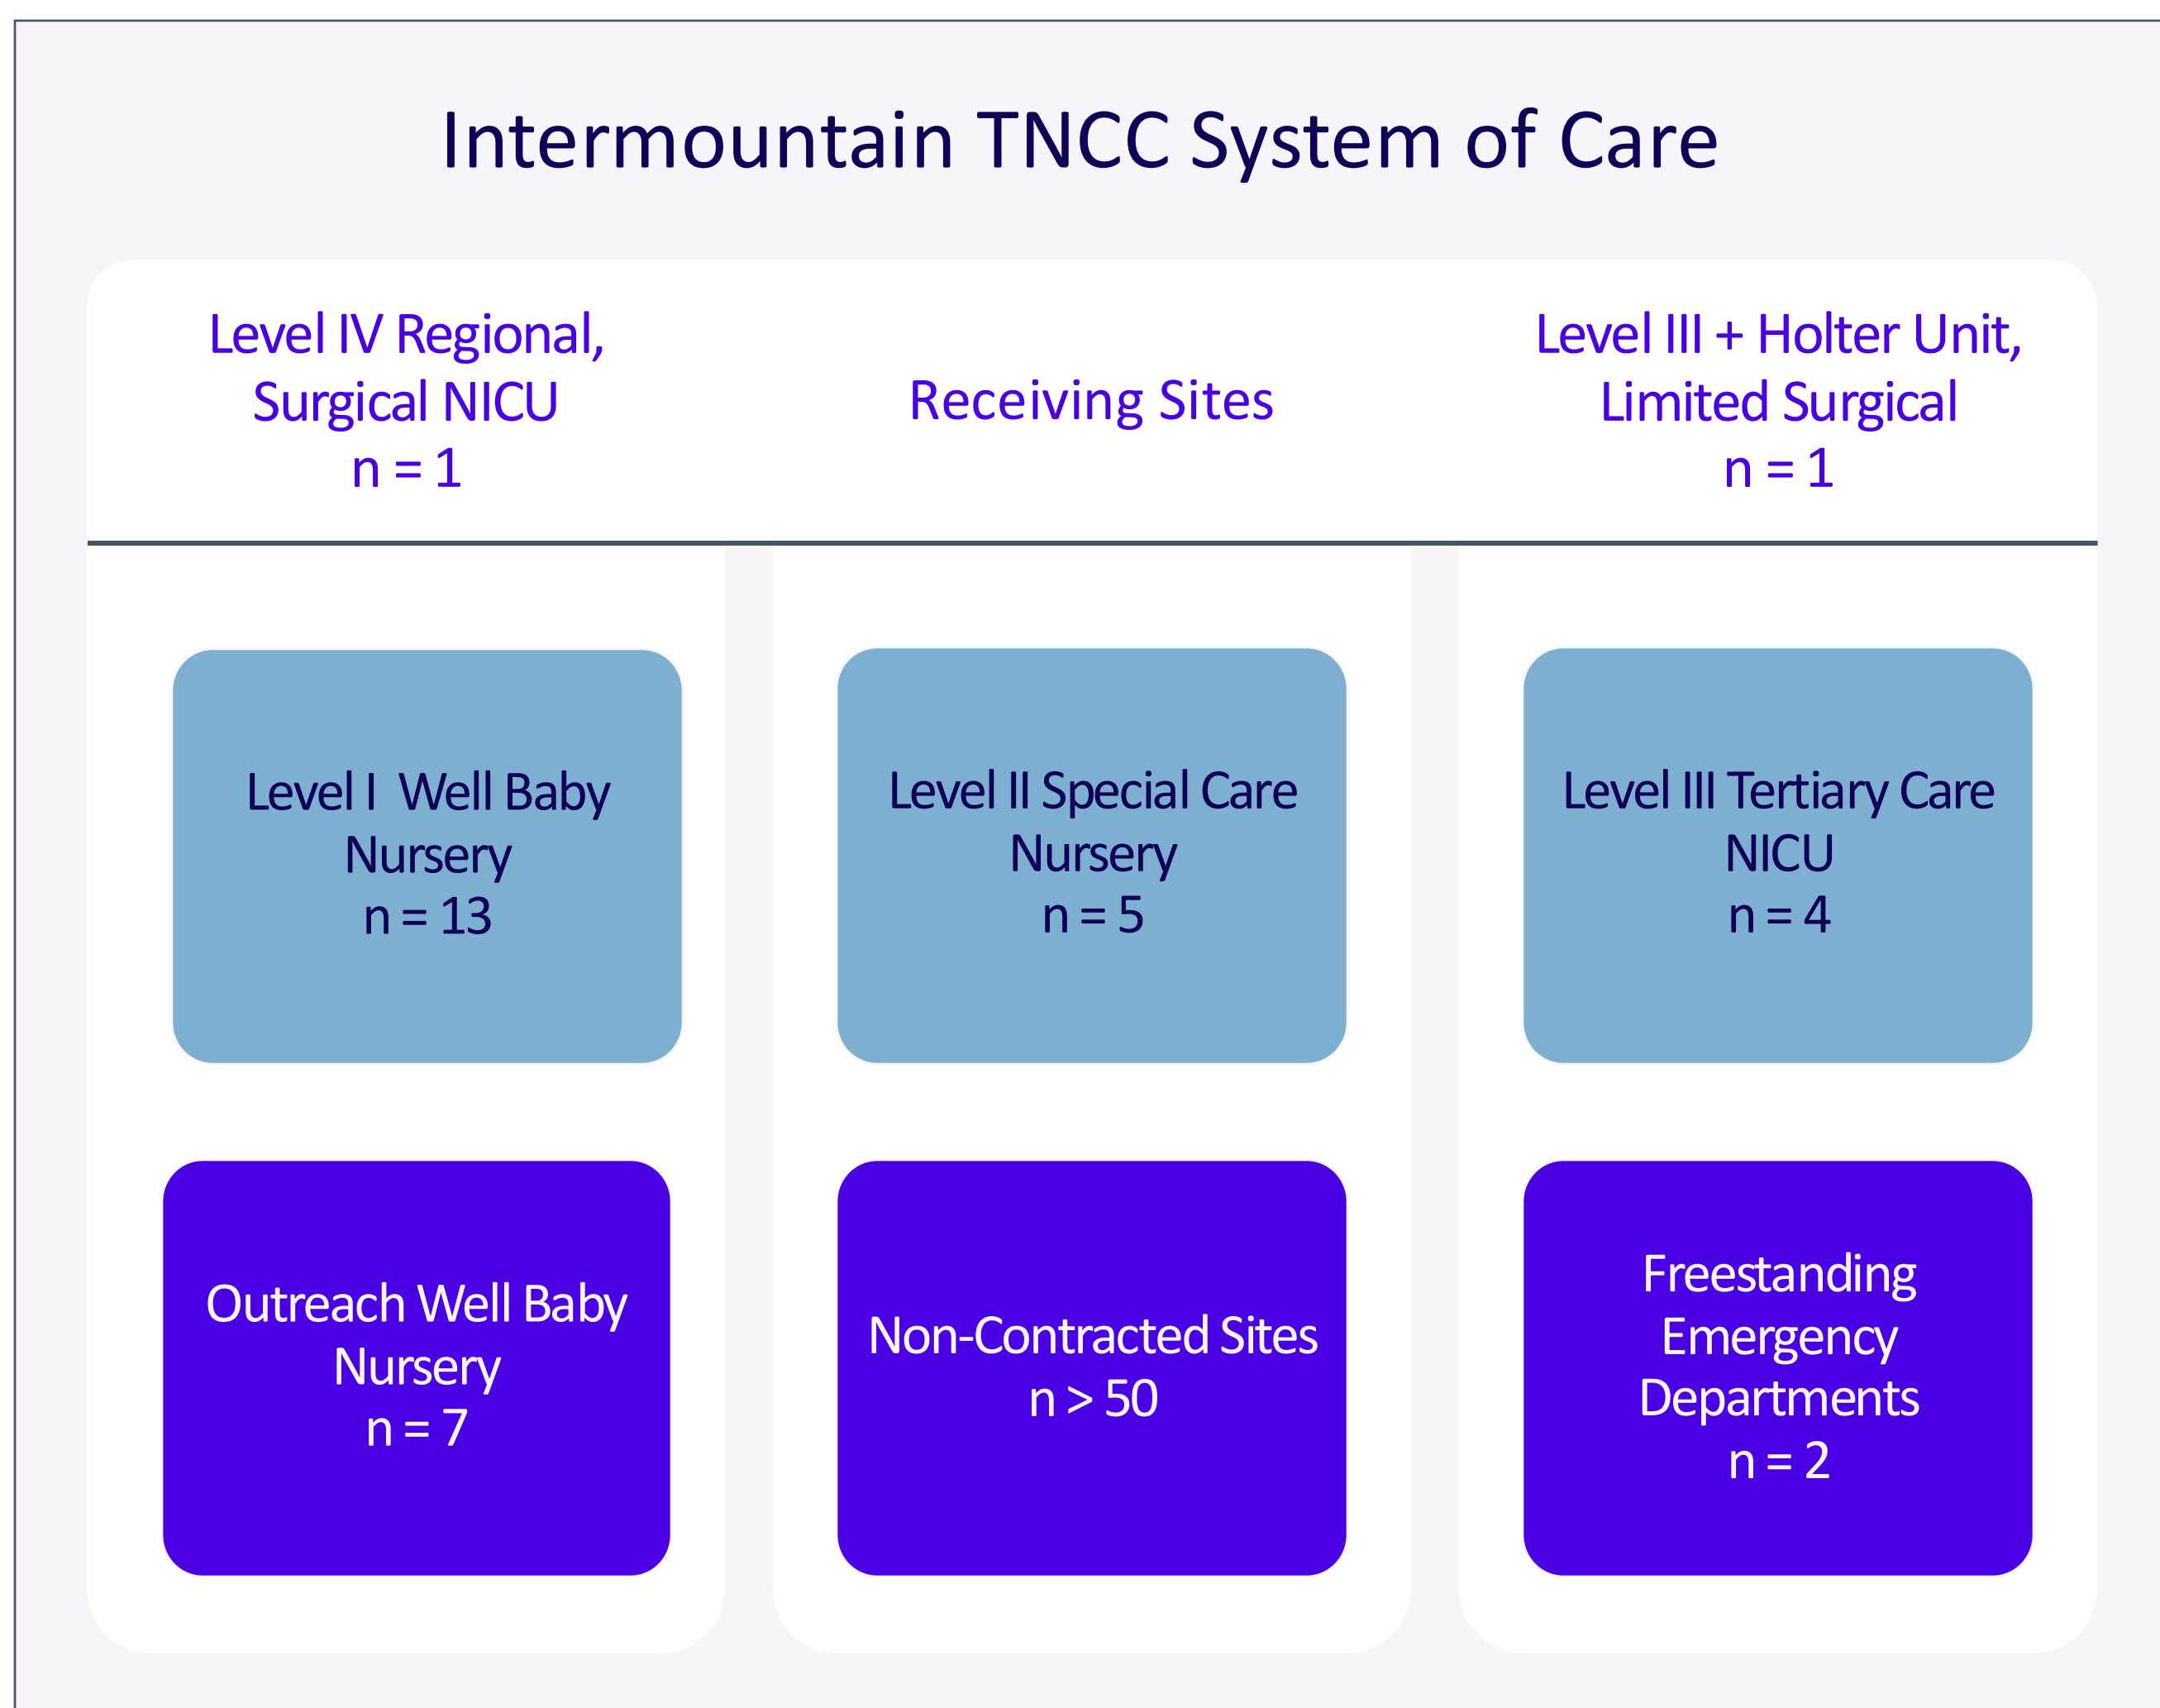 Intermountain TNCC System of Care
Level IV Regional,
Surgical NICU
n = 1
Receiving Sites
Level III + Holter Unit,
Limited Surgical
n = 1
Level I Well Baby
Nursery
n = 13
Level II Special Care
Nursery
n = 5
Level III Tertiary Care
NICU
n = 4
Outreach Well Baby
Nursery
n = 7
Non-Contracted Sites
n > 50
Freestanding
Emergency
Departments
n = 2